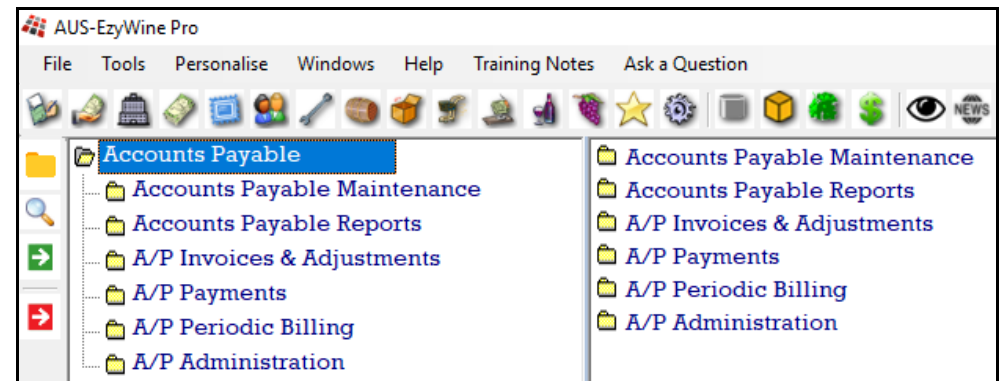 AUS-EzyWine Pro
File Tools Personalise Windows Help Training Notes Ask a Question
NEWS
Accounts Payable
Accounts Payable Maintenance
Accounts Payable Reports
A/P Invoices & Adjustments
A/P Payments
A/P Periodic Billing
A/P Administration
Accounts Payable Maintenance
Accounts Payable Reports
A/P Invoices & Adjustments
A/P Payments
A/P Periodic Billing
A/P Administration